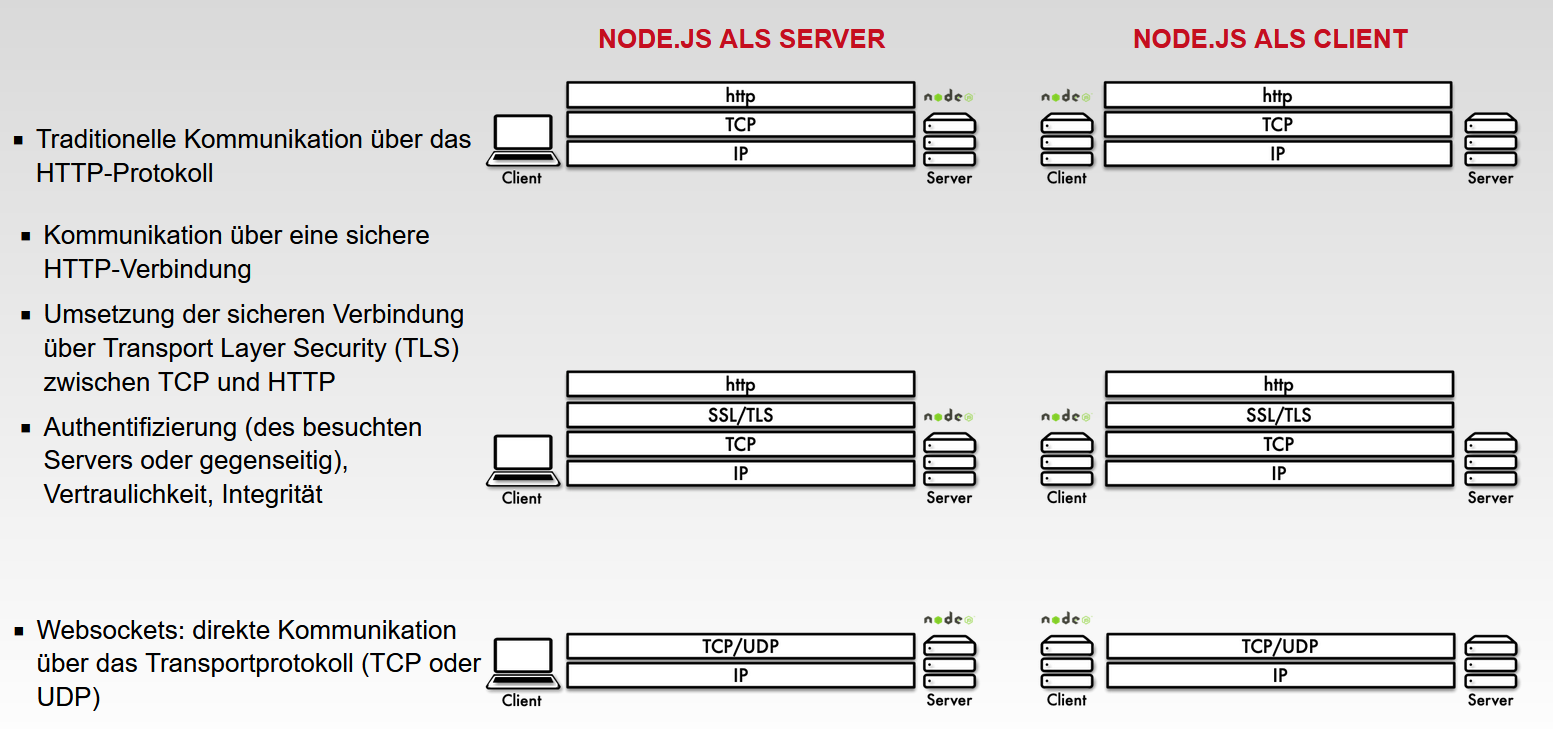 NODE.JS ALS SERVER
NODE.JS ALS CLIENT
▪ Traditionelle Kommunikation über das
HTTP-Protokoll
http
TCP
IP
Client
node
Server
node
Client
http
TCP
IP
Server
▪ Kommunikation über eine sichere
HTTP-Verbindung
▪ Umsetzung der sicheren Verbindung
über Transport Layer Security (TLS)
zwischen TCP und HTTP
▪ Authentifizierung (des besuchten
Servers oder gegenseitig),
Vertraulichkeit, Integrität
http
SSL/TLS
TCP
IP
Client
node
Server
node
Client
http
SSL/TLS
TCP
IP
Server
▪ Websockets: direkte Kommunikation
über das Transportprotokoll (TCP oder
UDP)
TCP/UDP
IP
Client
node
Server
node
Client
TCP/UDP
IP
Server